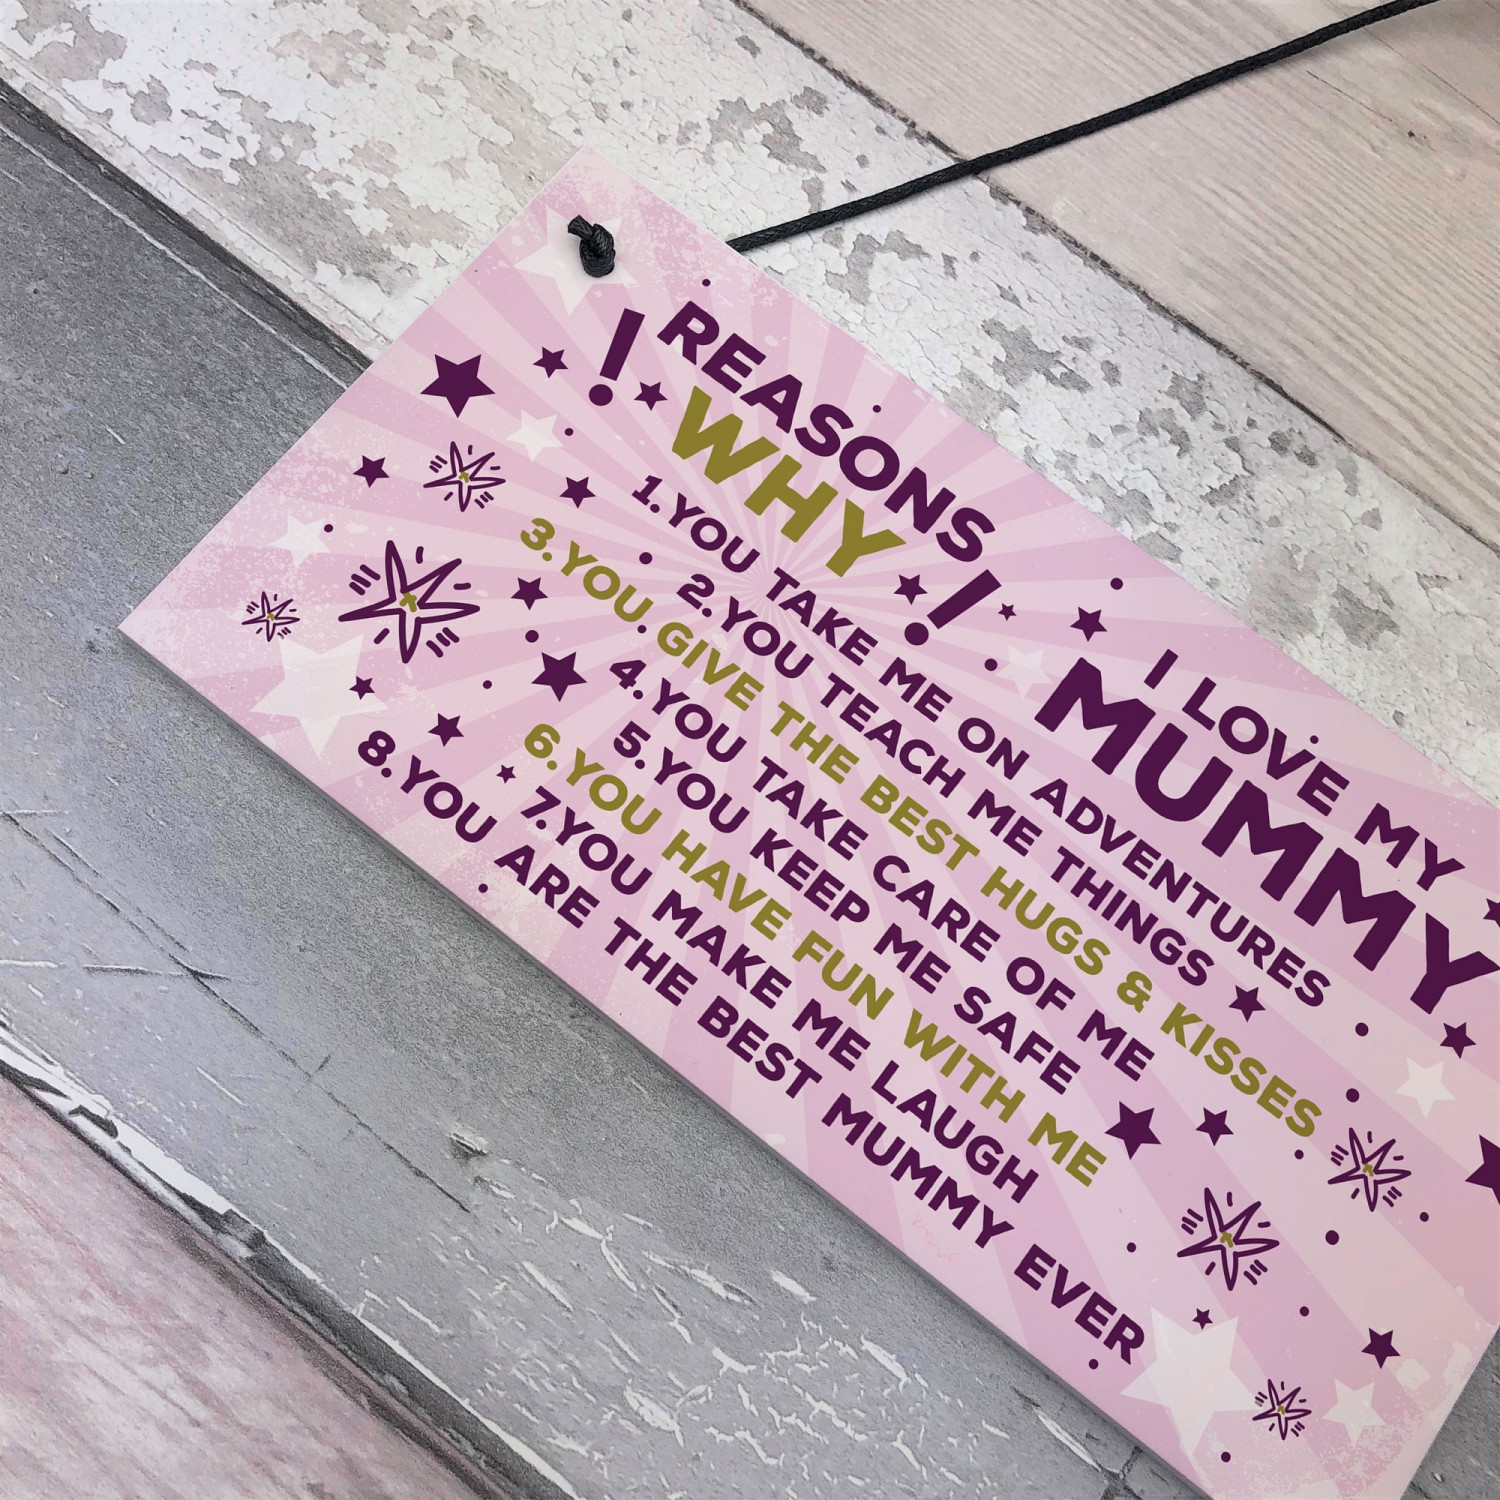 ! REASONS
WHY !
I LOVE MY
MUMMY
1.YOU TAKE ME ON ADVENTURES
2.YOU TEACH ME THINGS
3.YOU GIVE THE BEST HUGS & KISSES
4.YOU TAKE CARE OF ME
5.YOU KEEP ME SAFE
6.YOU HAVE FUN WITH ME
7.YOU MAKE ME LAUGH
8.YOU ARE THE BEST MUMMY EVER